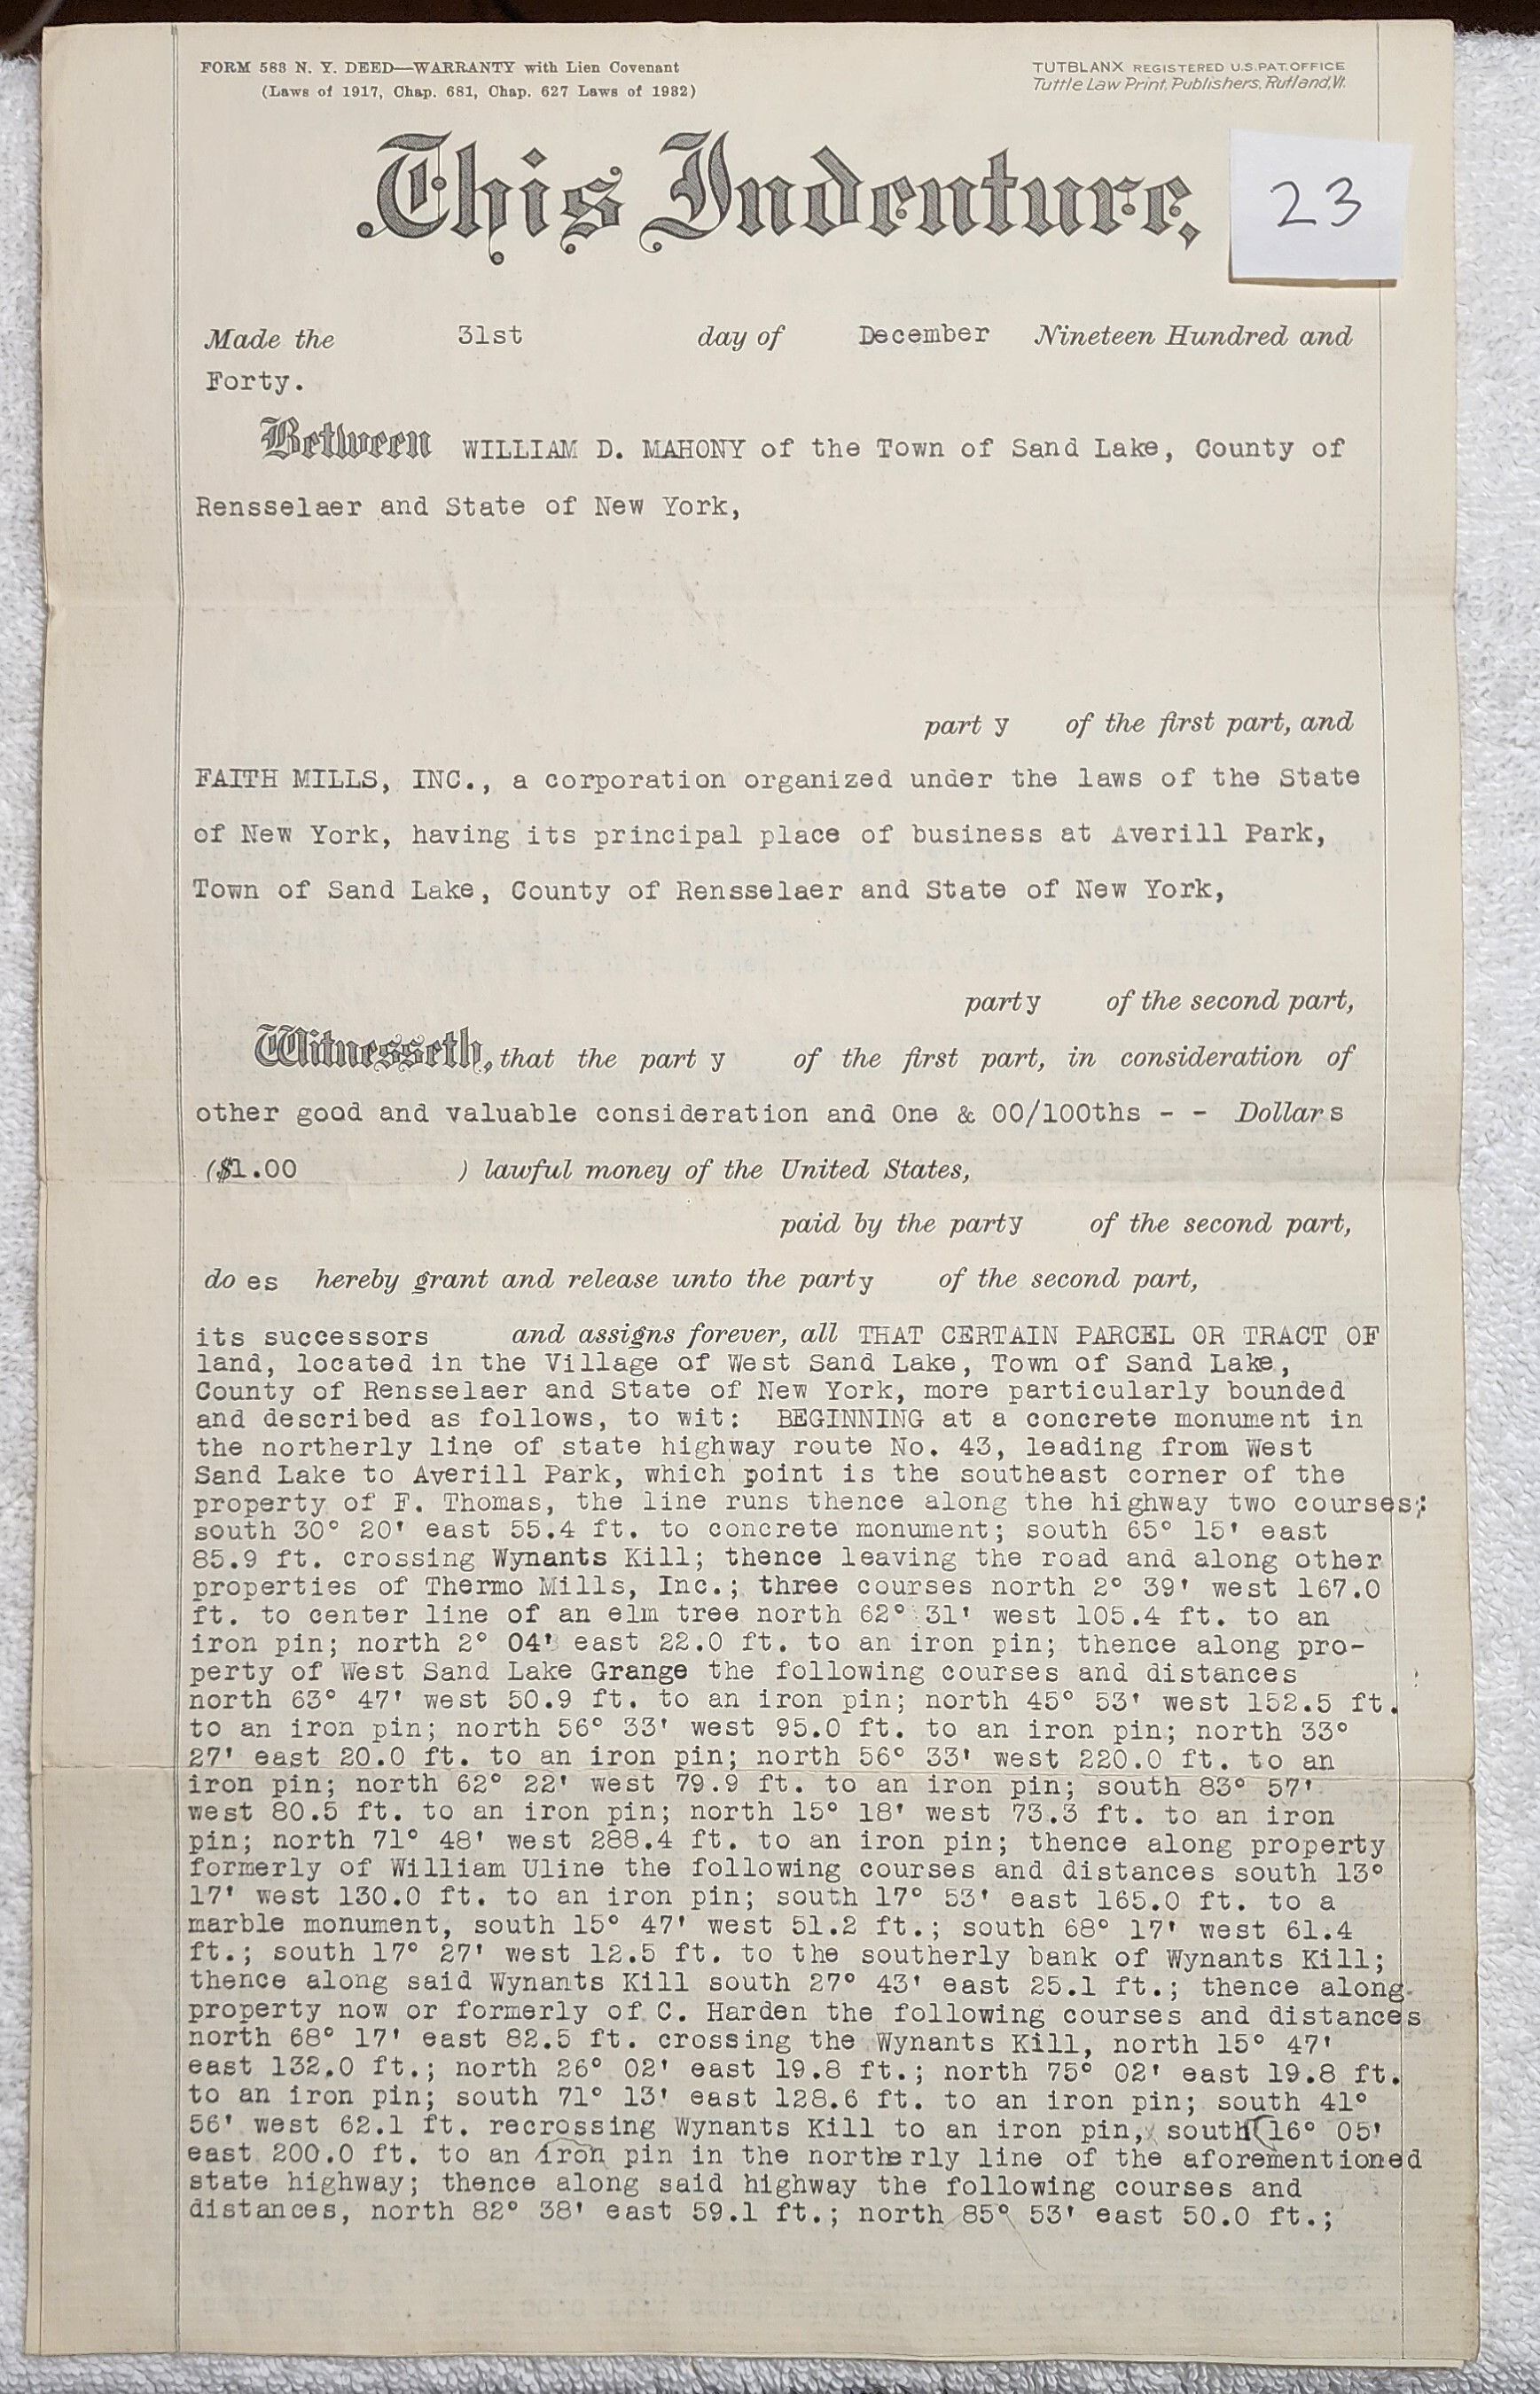 FORM 583 N. Y. DEED—WARRANTY with Lien Covenant
(Laws of 1917, Chap. 681, Chap. 627 Laws of 1932)
TUTBLANX REGISTERED U.S.PAT.OFFICE
Tuttle Law Print, Publishers, Rutland, Vt.
This Indenture,
23
Made the 31st day of December Nineteen Hundred and
Forty.
Between WILLIAM D. MAHONY of the Town of Sand Lake, County of
Rensselaer and State of New York,
part y of the first part, and
FAITH MILLS, INC., a corporation organized under the laws of the State
of New York, having its principal place of business at Averill Park,
Town of Sand Lake, County of Rensselaer and State of New York,
party of the second part,
Witnesseth, that the part y of the first part, in consideration of
other good and valuable consideration and One & 00/100ths - - Dollars
($1.00 ) lawful money of the United States,
paid by the party of the second part,
do es hereby grant and release unto the party of the second part,
its successors and assigns forever, all THAT CERTAIN PARCEL OR TRACT OF
land, located in the Village of West Sand Lake, Town of Sand Lake,
County of Rensselaer and State of New York, more particularly bounded
and described as follows, to wit: BEGINNING at a concrete monument in
the northerly line of state highway route No. 43, leading from West
Sand Lake to Averill Park, which point is the southeast corner of the
property of F. Thomas, the line runs thence along the highway two courses;
south 30° 20' east 55.4 ft. to concrete monument; south 65° 15' east
85.9 ft. crossing Wynants Kill; thence leaving the road and along other
properties of Thermo Mills, Inc.; three courses north 2° 39' west 167.0
ft. to center line of an elm tree north 62° 31' west 105.4 ft. to an
iron pin; north 2° 04' east 22.0 ft. to an iron pin; thence along pro-
perty of West Sand Lake Grange the following courses and distances
north 63° 47' west 50.9 ft. to an iron pin; north 45° 53' west 152.5 ft.
to an iron pin; north 56° 33' west 95.0 ft. to an iron pin; north 33°
27' east 20.0 ft. to an iron pin; north 56° 33' west 220.0 ft. to an
iron pin; north 62° 22' west 79.9 ft. to an iron pin; south 83° 57'
west 80.5 ft. to an iron pin; north 15° 18' west 73.3 ft. to an iron
pin; north 71° 48' west 288.4 ft. to an iron pin; thence along property
formerly of William Uline the following courses and distances south 13°
17' west 130.0 ft. to an iron pin; south 17° 53' east 165.0 ft. to a
marble monument, south 15° 47' west 51.2 ft.; south 68° 17' west 61.4
ft.; south 17° 27' west 12.5 ft. to the southerly bank of Wynants Kill;
thence along said Wynants Kill south 27° 43' east 25.1 ft.; thence along
property now or formerly of C. Harden the following courses and distances
north 68° 17' east 82.5 ft. crossing the Wynants Kill, north 15° 47'
east 132.0 ft.; north 26° 02' east 19.8 ft.; north 75° 02' east 19.8 ft.
to an iron pin; south 71° 13' east 128.6 ft. to an iron pin; south 41°
56' west 62.1 ft. recrossing Wynants Kill to an iron pin, south 16° 05'
east 200.0 ft. to an iron pin in the northerly line of the aforementioned
state highway; thence along said highway the following courses and
distances, north 82° 38' east 59.1 ft.; north 85° 53' east 50.0 ft.;